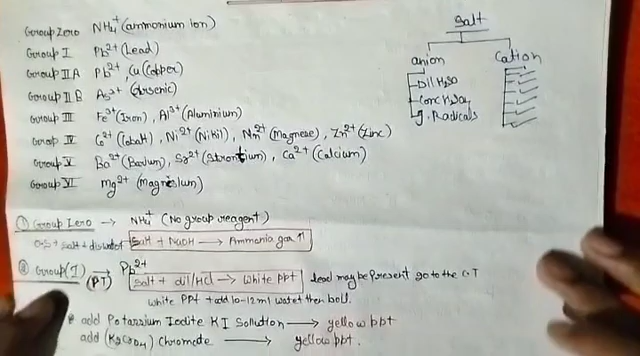 Group Zero NH4+ (ammonium ion)
Group I Pb2+ (Lead)
Group II A Pb2+, Cu (Copper)
Group II B As3+ (Arsenic)
Group III Fe3+ (Iron), Al3+ (Aluminium)
Group IV Co2+ (Cobalt), Ni2+ (Nikil), Mn2+ (Magnese), Zn2+ (Zinc)
Group V Ba2+ (Barium), Sr2+ (Strontium), Ca2+ (Calcium)
Group VI Mg2+ (Magnesium)
Salt
anion
Dil H2SO
Conc H2SO4
g. Radicals
Cation
① Group Zero → NH4+ (No group reagent)
salt + NaOH → Ammonia gas ↑
② Group (I) → Pb2+
(PT) salt + dil/Hcl → white ppt lead may be Present go to the C.T
white PPt + add 10-12 ml water then boil.
* add Potassium Iodite KI Sollution → yellow ppt
add (K2CrO4) Chromate → yellow ppt.